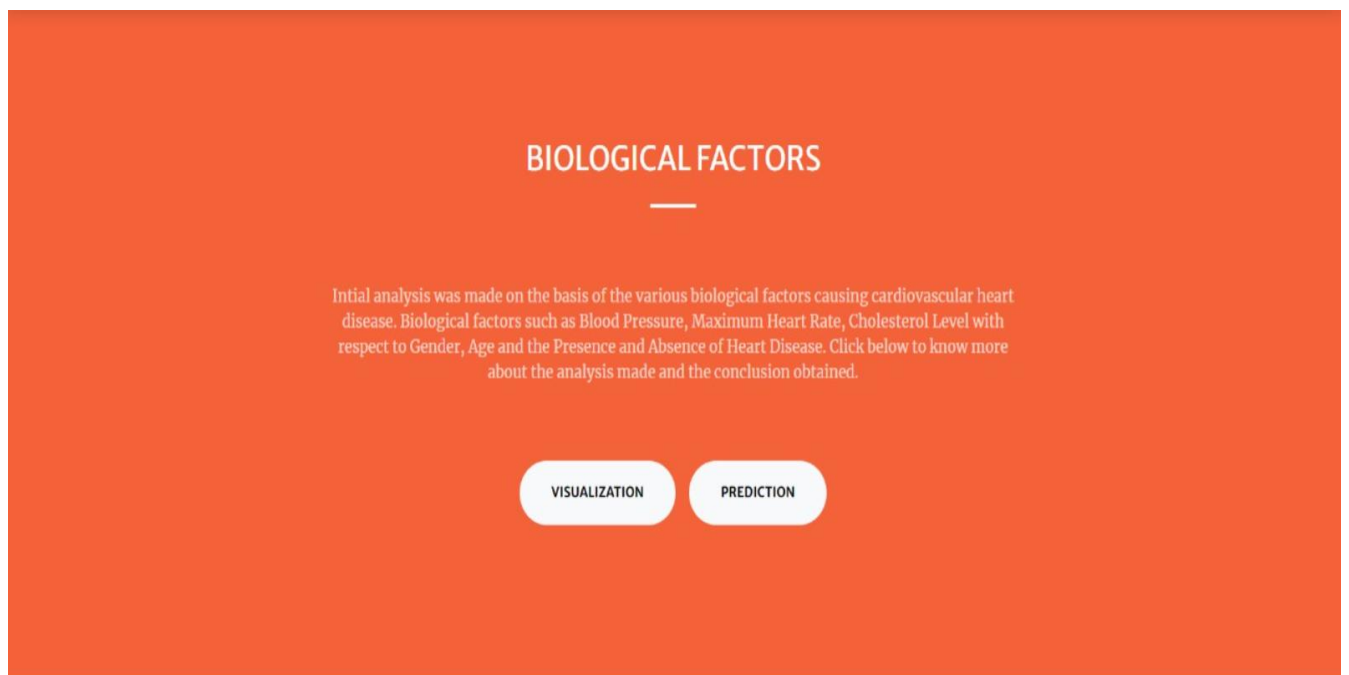 BIOLOGICAL FACTORS
Intial analysis was made on the basis of the various biological factors causing cardiovascular heart
disease. Biological factors such as Blood Pressure, Maximum Heart Rate, Cholesterol Level with
respect to Gender, Age and the Presence and Absence of Heart Disease. Click below to know more
about the analysis made and the conclusion obtained.
VISUALIZATION PREDICTION